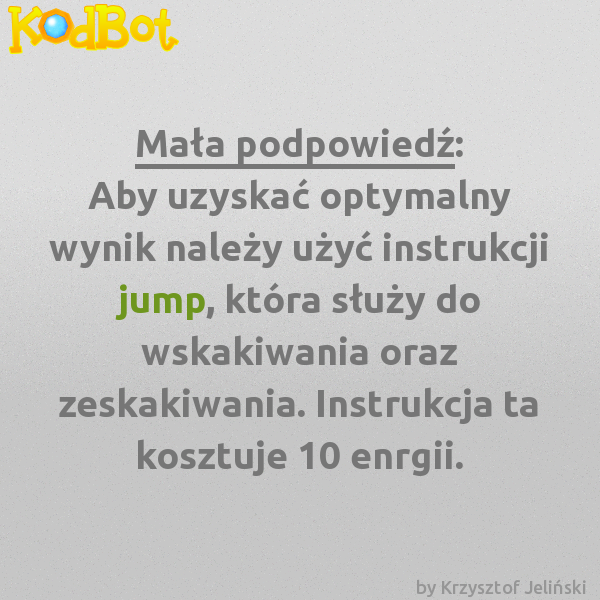 KodBot
Mała podpowiedź:
Aby uzyskać optymalny
wynik należy użyć instrukcji
jump, która służy do
wskakiwania oraz
zeskakiwania. Instrukcja ta
kosztuje 10 enrgii.
by Krzysztof Jeliński